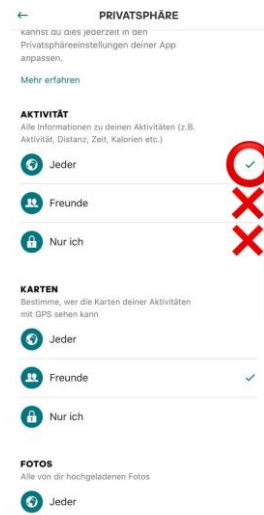 PRIVATSPHÄRE
kannst du dies jederzeit in den
Privatsphäreeinstellungen deiner App
anpassen.
Mehr erfahren
AKTIVITÄT
Alle Informationen zu deinen Aktivitäten (z.B.
Aktivität, Distanz, Zeit, Kalorien etc.)
Jeder
Freunde
Nur ich
KARTEN
Bestimme, wer die Karten deiner Aktivitäten
mit GPS sehen kann
Jeder
Freunde
Nur ich
FOTOS
Alle von dir hochgeladenen Fotos
Jeder